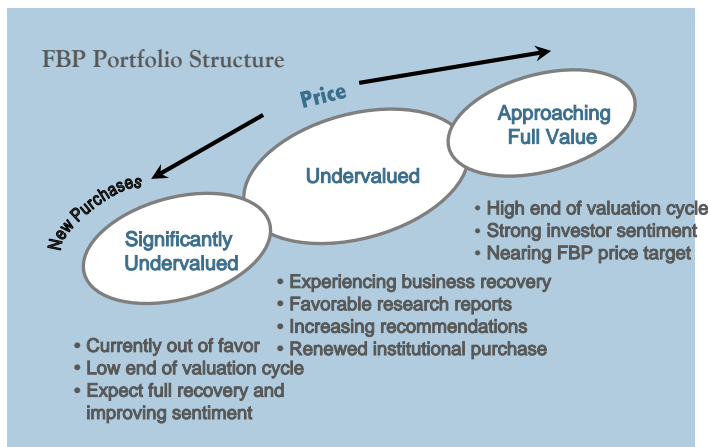 FBP Portfolio Structure
Price
Approaching
Full Value
Undervalued
New Purchases
Significantly
Undervalued
• High end of valuation cycle
• Strong investor sentiment
• Nearing FBP price target
• Experiencing business recovery
• Favorable research reports
• Increasing recommendations
• Renewed institutional purchase
• Currently out of favor
• Low end of valuation cycle
• Expect full recovery and
improving sentiment